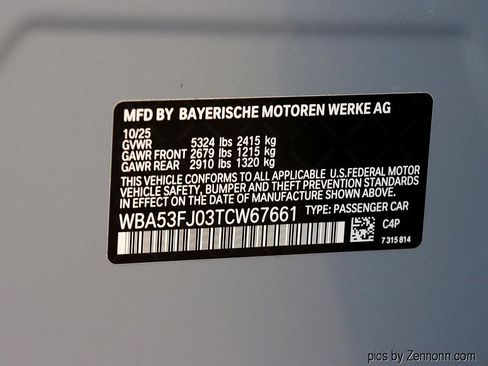 MFD BY BAYERISCHE MOTOREN WERKE AG
10/25
GVWR 5324 lbs 2415 kg
GAWR FRONT 2679 lbs 1215 kg
GAWR REAR 2910 lbs 1320 kg
THIS VEHICLE CONFORMS TO ALL APPLICABLE U.S.FEDERAL MOTOR
VEHICLE SAFETY, BUMPER AND THEFT PREVENTION STANDARDS
IN EFFECT ON THE DATE OF MANUFACTURE SHOWN ABOVE.
WBA53FJ03TCW67661 TYPE: PASSENGER CAR
C4P
7 315 814
pics by Zennonn.com